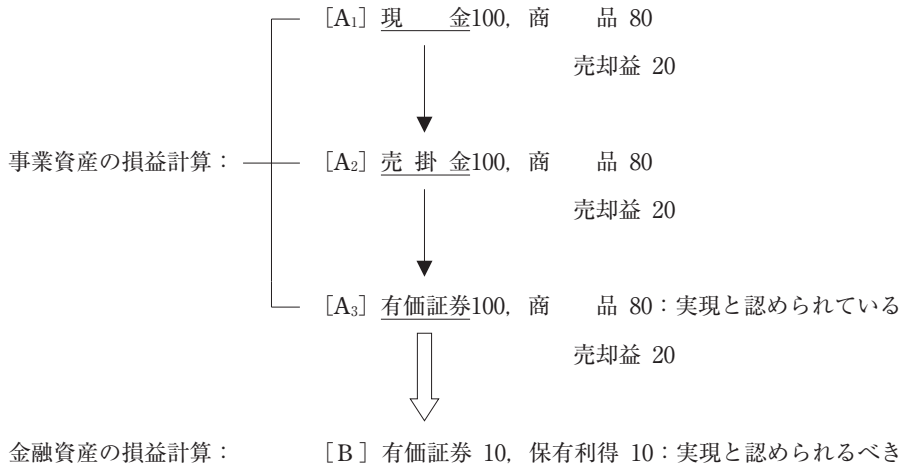 [A₁] 現　　金100, 商　　品 80
売却益 20
事業資産の損益計算： [A₂] 売 掛 金100, 商　　品 80
売却益 20
[A₃] 有価証券100, 商　　品 80：実現と認められている
売却益 20
金融資産の損益計算： [B] 有価証券 10, 保有利得 10：実現と認められるべき